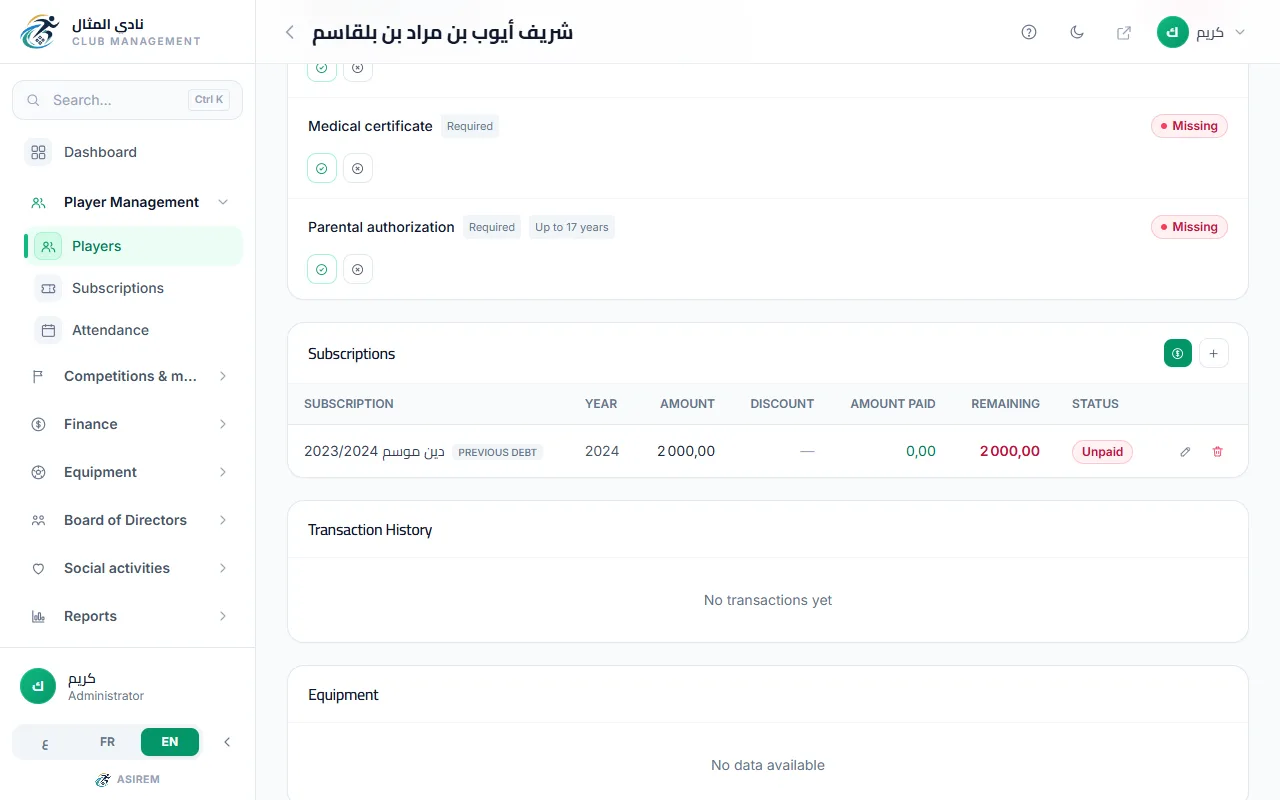 نادي المثال
CLUB MANAGEMENT
Search...
Ctrl K
Dashboard
Player Management
Players
Subscriptions
Attendance
Competitions & m...
Finance
Equipment
Board of Directors
Social activities
Reports
ك
كريم
Administrator
ع
FR
EN
ASIREM
شريف أيوب بن مراد بن بلقاسم
ك
كريم
Medical certificate
Required
Missing
Parental authorization
Required
Up to 17 years
Missing
Subscriptions
SUBSCRIPTION YEAR AMOUNT DISCOUNT AMOUNT PAID REMAINING STATUS
دين موسم 2023/2024 PREVIOUS DEBT 2024 2 000,00 — 0,00 2 000,00 Unpaid
Transaction History
No transactions yet
Equipment
No data available